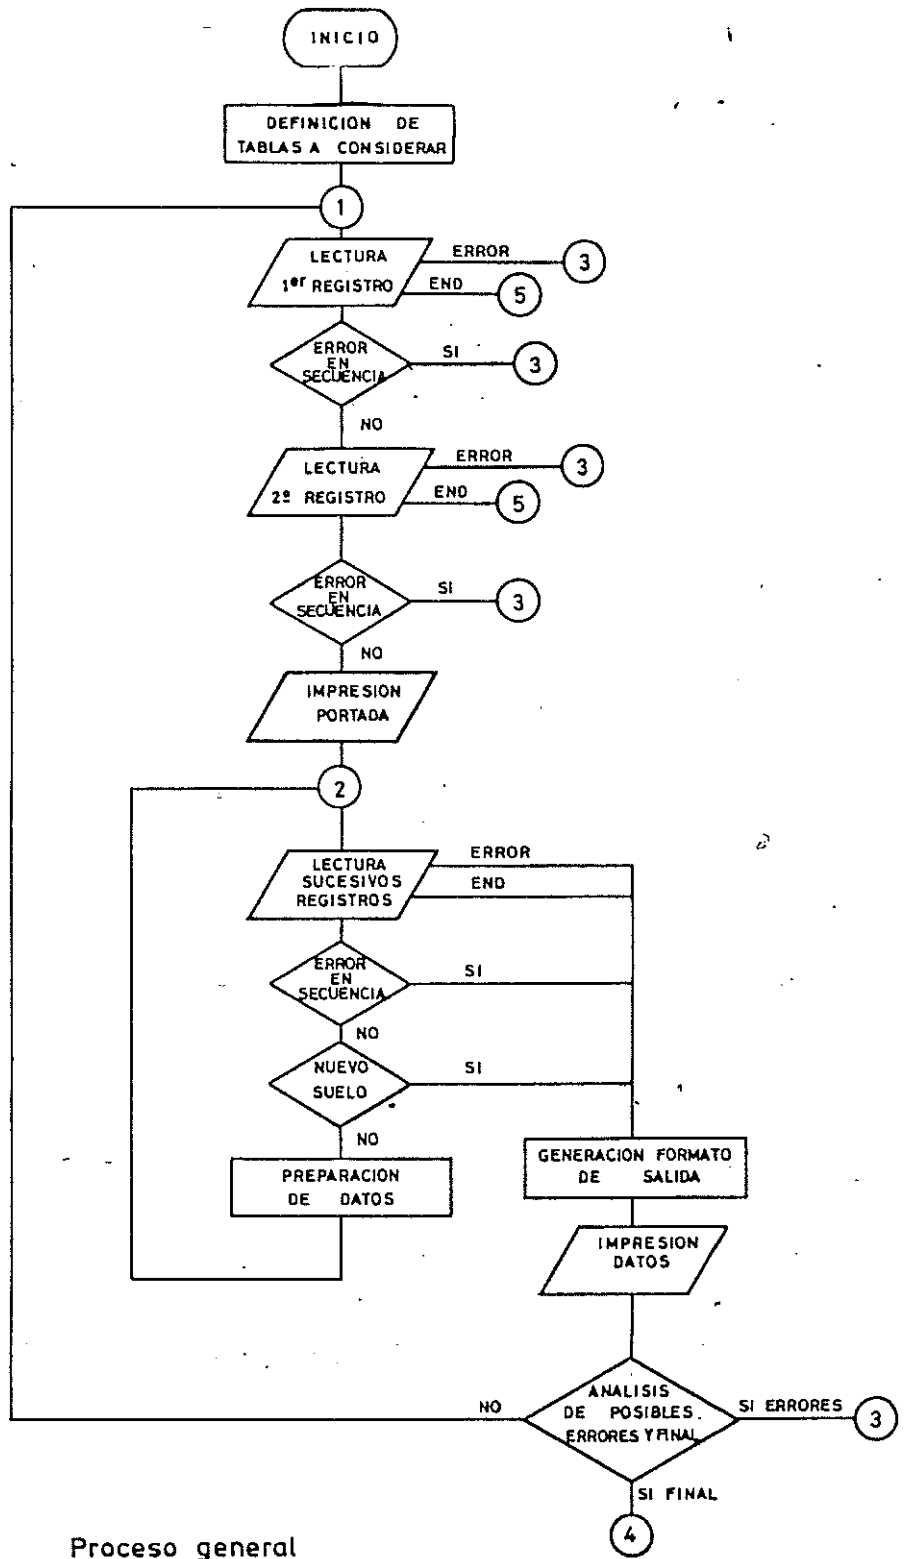 INICIO
DEFINICION DE
TABLAS A CONSIDERAR
1
LECTURA
1er REGISTRO
ERROR
3
END
5
ERROR
EN
SECUENCIA
SI
3
NO
LECTURA
2º REGISTRO
ERROR
3
END
5
ERROR
EN
SECUENCIA
SI
3
NO
IMPRESION
PORTADA
2
LECTURA
SUCESIVOS
REGISTROS
ERROR
END
ERROR
EN
SECUENCIA
SI
NO
NUEVO
SUELO
SI
NO
PREPARACION
DE DATOS
GENERACION FORMATO
DE SALIDA
IMPRESION
DATOS
NO
ANALISIS
DE POSIBLES
ERRORES Y FINAL
SI ERRORES
3
SI FINAL
4
Proceso general